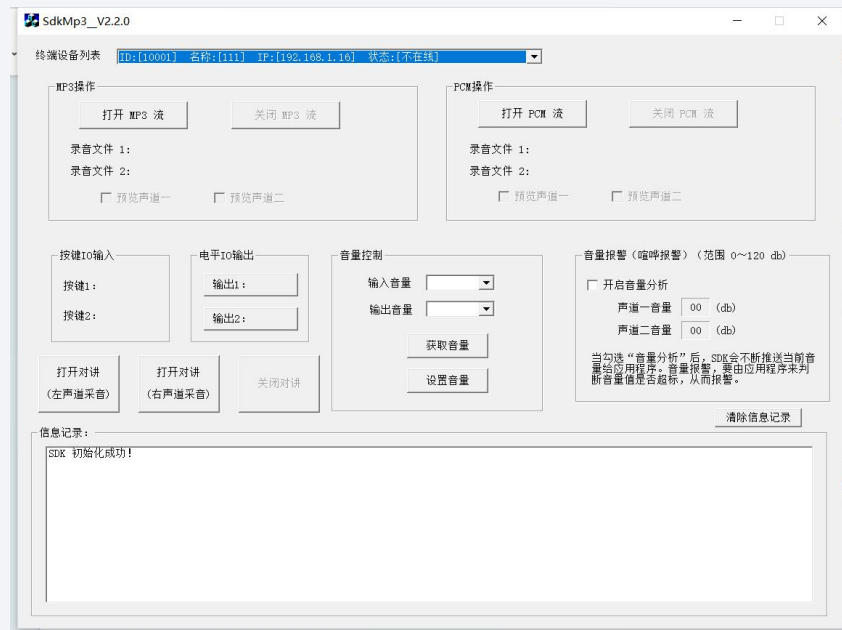 SdkMp3__V2.2.0
终端设备列表 ID:[10001] 名称:[111] IP:[192.168.1.16] 状态:[不在线]
MP3操作
打开 MP3 流 关闭 MP3 流
录音文件 1:
录音文件 2:
预览声道一 预览声道二
PCM操作
打开 PCM 流 关闭 PCM 流
录音文件 1:
录音文件 2:
预览声道一 预览声道二
按键IO输入
按键1:
按键2:
电平IO输出
输出1:
输出2:
音量控制
输入音量
输出音量
获取音量
设置音量
音量报警（喧哗报警）（范围 0～120 db)
开启音量分析
声道一音量 00 (db)
声道二音量 00 (db)
当勾选“音量分析”后，SDK会不断推送当前音
量给应用程序。音量报警，要由应用程序来判
断音量值是否超标，从而报警。
打开对讲
(左声道采音)
打开对讲
(右声道采音)
关闭对讲
清除信息记录
信息记录:
SDK 初始化成功!